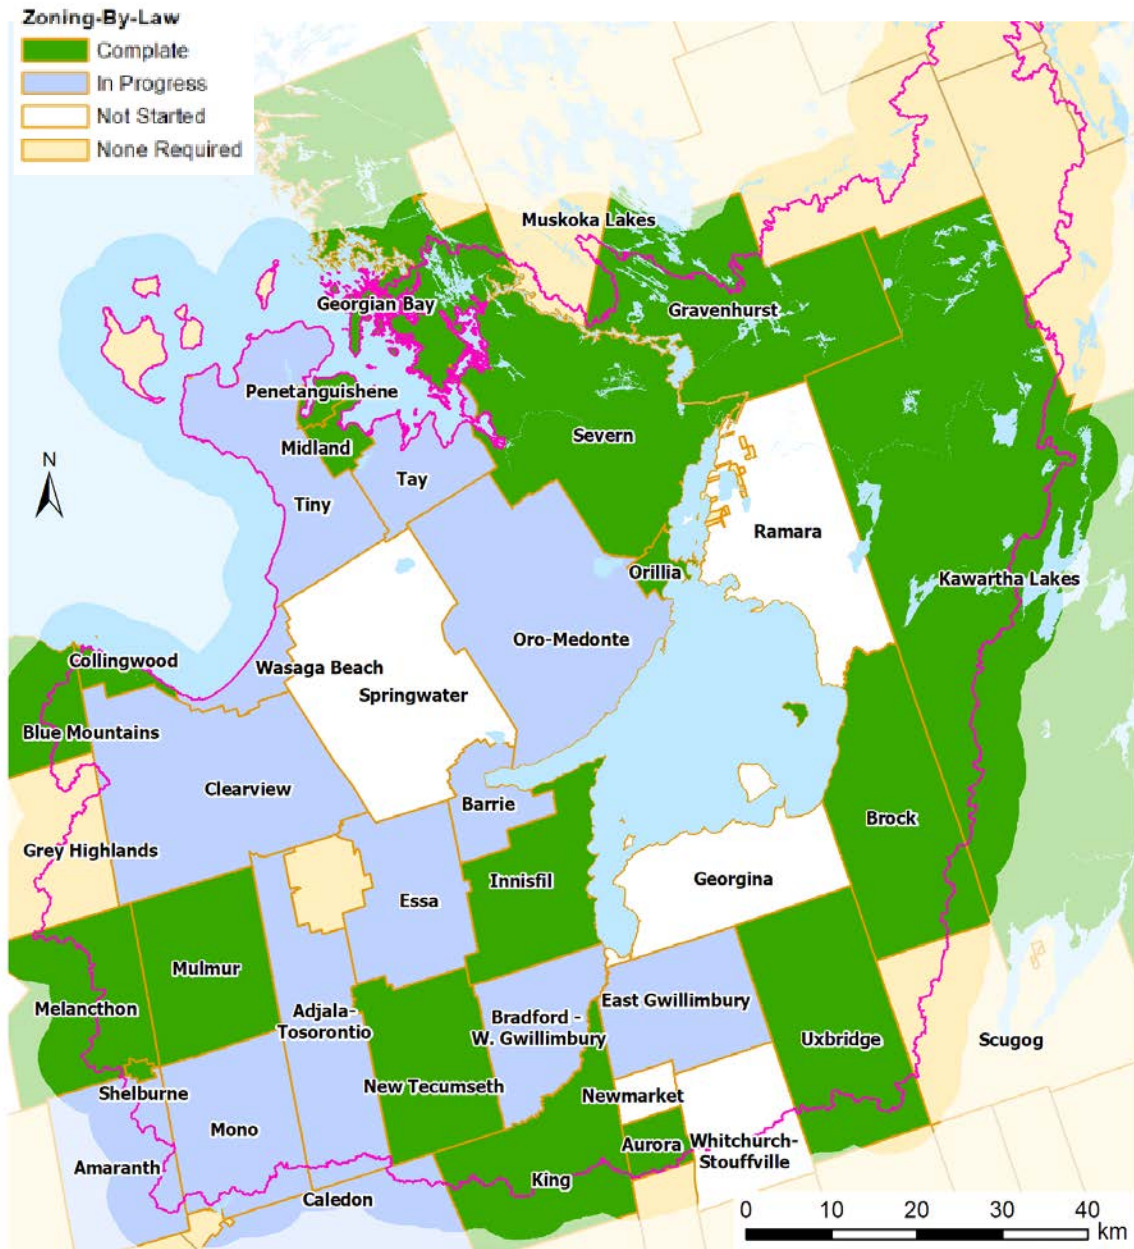 Zoning-By-Law
Complate
In Progress
Not Started
None Required
Muskoka Lakes
Georgian Bay
Gravenhurst
Penetanguishene
Severn
Midland
N
Tay
Tiny
Ramara
Orillia
Kawartha Lakes
Oro-Medonte
Collingwood
Wasaga Beach
Springwater
Blue Mountains
Clearview
Barrie
Brock
Grey Highlands
Innisfil
Georgina
Essa
Mulmur
Melancthon
Adjala-
Tosorontio
Bradford -
W. Gwillimbury
East Gwillimbury
Uxbridge
Scugog
Shelburne
New Tecumseth
Newmarket
Mono
Aurora
Whitchurch-
Stouffville
Amaranth
King
Caledon
0 10 20 30 40
km